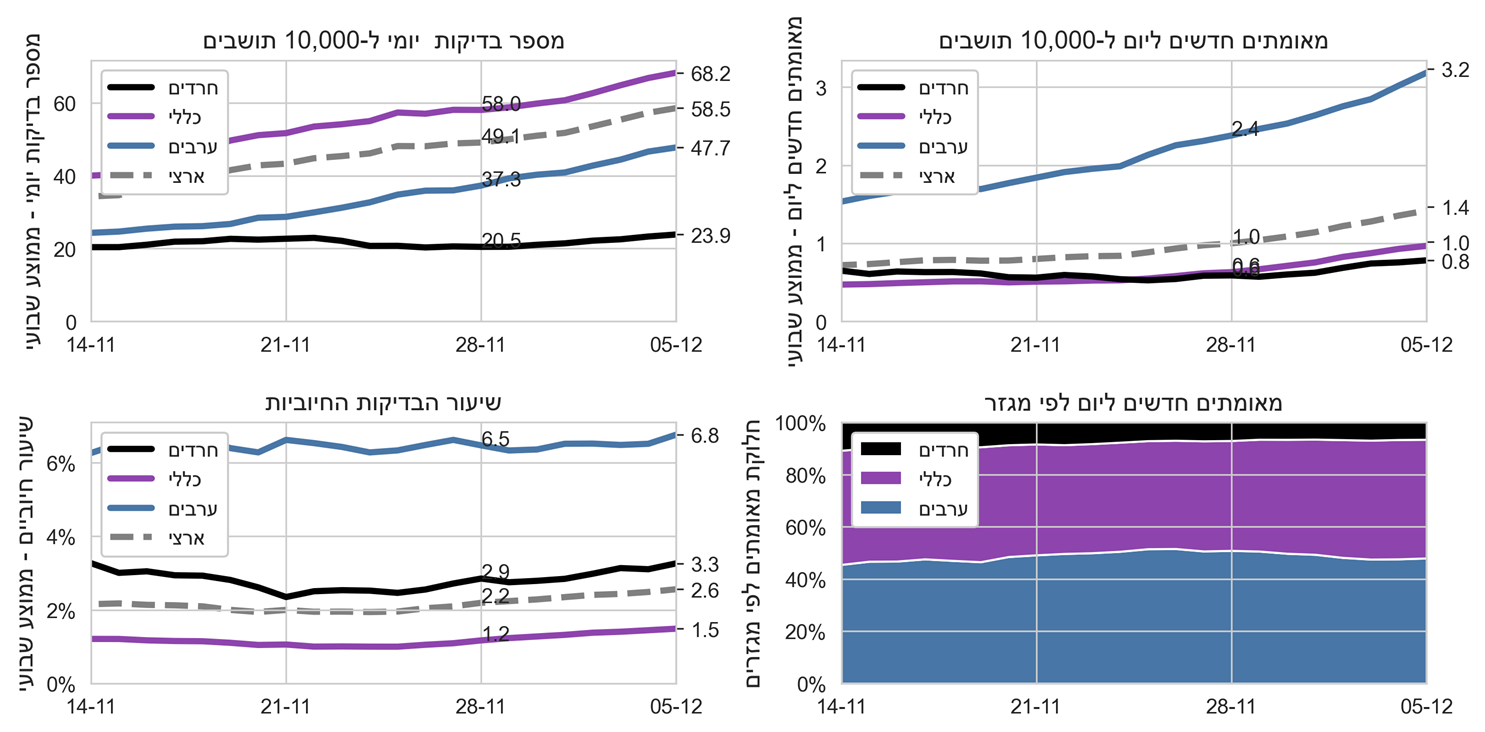 מספר בדיקות יומי ל-10,000 תושבים
מספר בדיקות יומי - ממוצע שבועי
60
40
20
0
חרדים
כללי
ערבים
ארצי
58.0
49.1
37.3
20.5
68.2
58.5
47.7
23.9
14-11
21-11
28-11
05-12
מאומתים חדשים ליום ל-10,000 תושבים
מאומתים חדשים ליום - ממוצע שבועי
3
2
1
0
חרדים
כללי
ערבים
ארצי
2.4
1.0
0.6
3.2
1.4
1.0
0.8
14-11
21-11
28-11
05-12
שיעור הבדיקות החיוביות
שיעור חיוביים - ממוצע שבועי
6%
4%
2%
0%
חרדים
כללי
ערבים
ארצי
6.5
2.9
2.2
1.2
6.8
3.3
2.6
1.5
14-11
21-11
28-11
05-12
מאומתים חדשים ליום לפי מגזר
חלוקת מאומתים לפי מגזרים
100%
80%
60%
40%
20%
0%
חרדים
כללי
ערבים
14-11
21-11
28-11
05-12